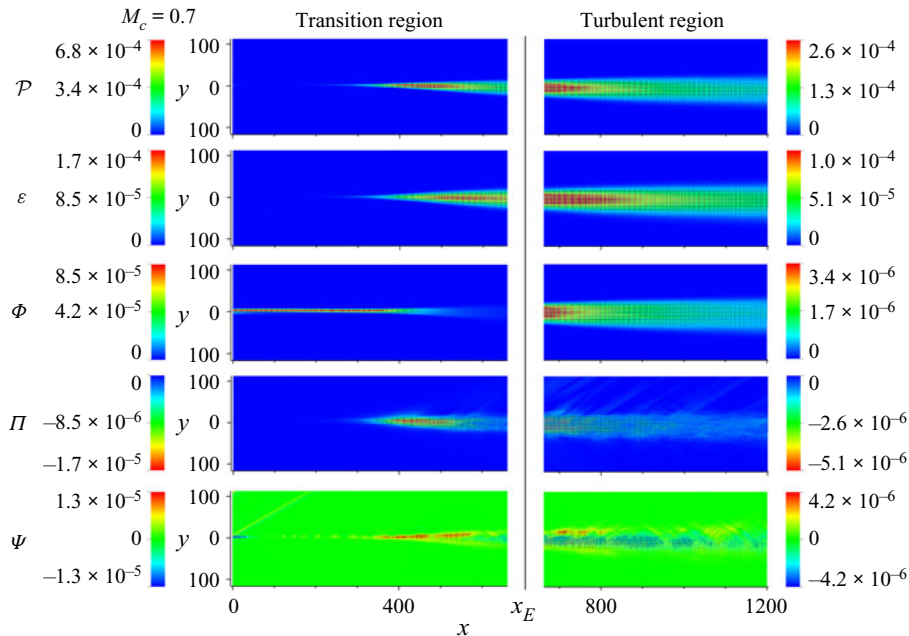 M_c = 0.7 Transition region Turbulent region
6.8 × 10⁻⁴ 100 2.6 × 10⁻⁴
𝒫 3.4 × 10⁻⁴ y 0 1.3 × 10⁻⁴
0 100 0
1.7 × 10⁻⁴ 100 1.0 × 10⁻⁴
ε 8.5 × 10⁻⁵ y 0 5.1 × 10⁻⁵
0 100 0
8.5 × 10⁻⁵ 100 3.4 × 10⁻⁶
Φ 4.2 × 10⁻⁵ y 0 1.7 × 10⁻⁶
0 100 0
0 100 0
Π −8.5 × 10⁻⁶ y 0 −2.6 × 10⁻⁶
−1.7 × 10⁻⁵ 100 −5.1 × 10⁻⁶
1.3 × 10⁻⁵ 100 4.2 × 10⁻⁶
Ψ 0 y 0 0
−1.3 × 10⁻⁵ 100 −4.2 × 10⁻⁶
0 400 x_E 800 1200
x